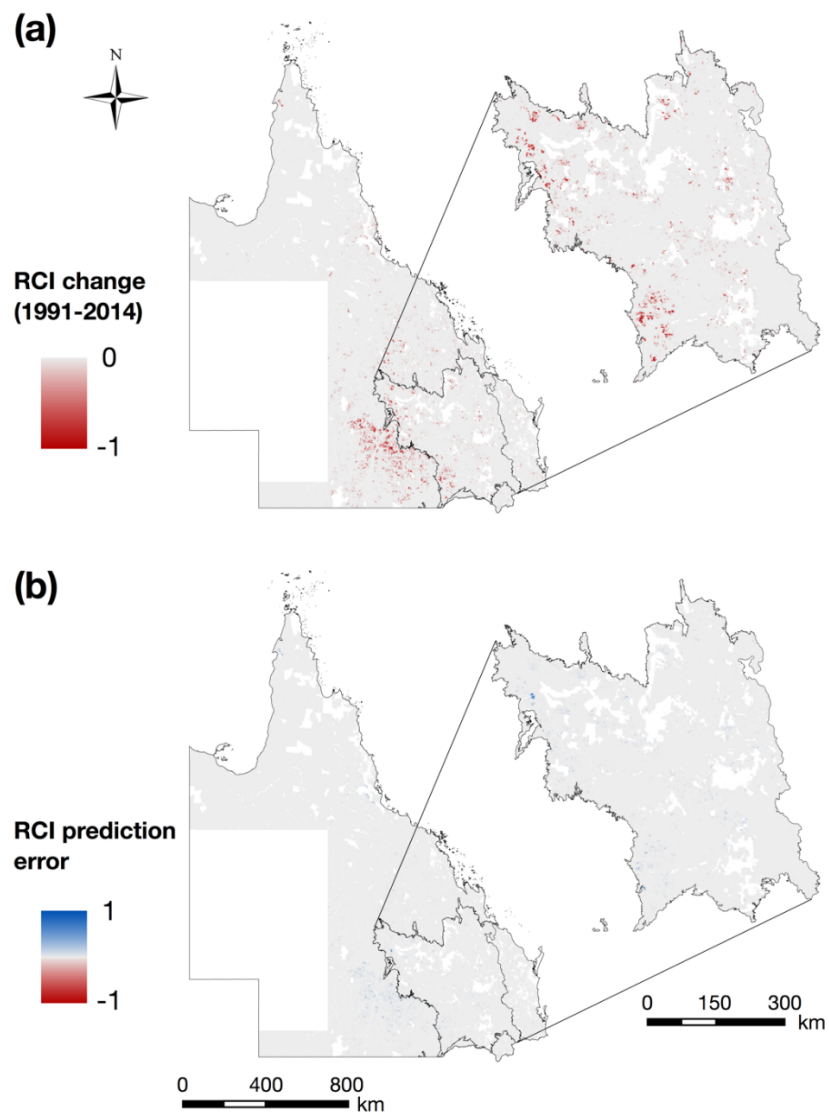 (a)
N
RCI change
(1991-2014)
0
-1
(b)
RCI prediction
error
1
-1
0 150 300
km
0 400 800
km